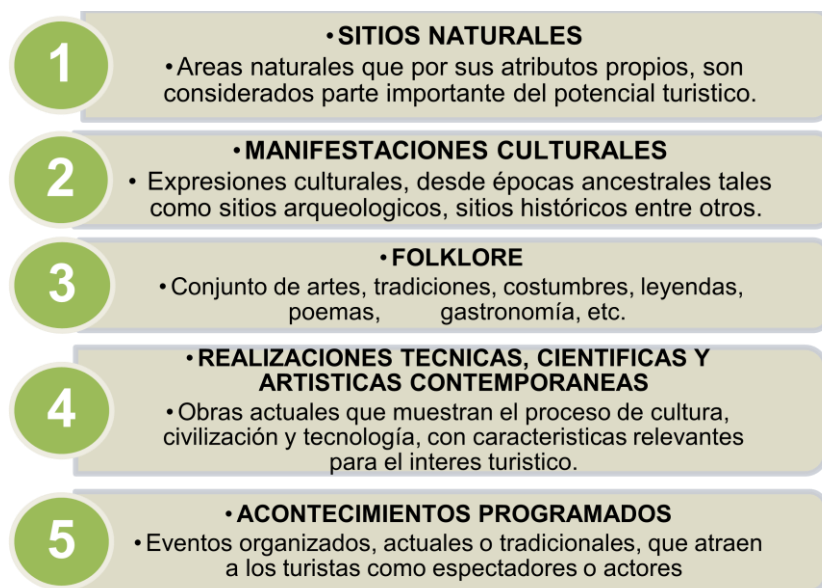 1
•SITIOS NATURALES
•Areas naturales que por sus atributos propios, son
considerados parte importante del potencial turistico.
2
•MANIFESTACIONES CULTURALES
• Expresiones culturales, desde épocas ancestrales tales
como sitios arqueologicos, sitios históricos entre otros.
3
•FOLKLORE
•Conjunto de artes, tradiciones, costumbres, leyendas,
poemas, gastronomía, etc.
4
•REALIZACIONES TECNICAS, CIENTIFICAS Y
ARTISTICAS CONTEMPORANEAS
•Obras actuales que muestran el proceso de cultura,
civilización y tecnología, con caracteristicas relevantes
para el interes turistico.
5
•ACONTECIMIENTOS PROGRAMADOS
•Eventos organizados, actuales o tradicionales, que atraen
a los turistas como espectadores o actores